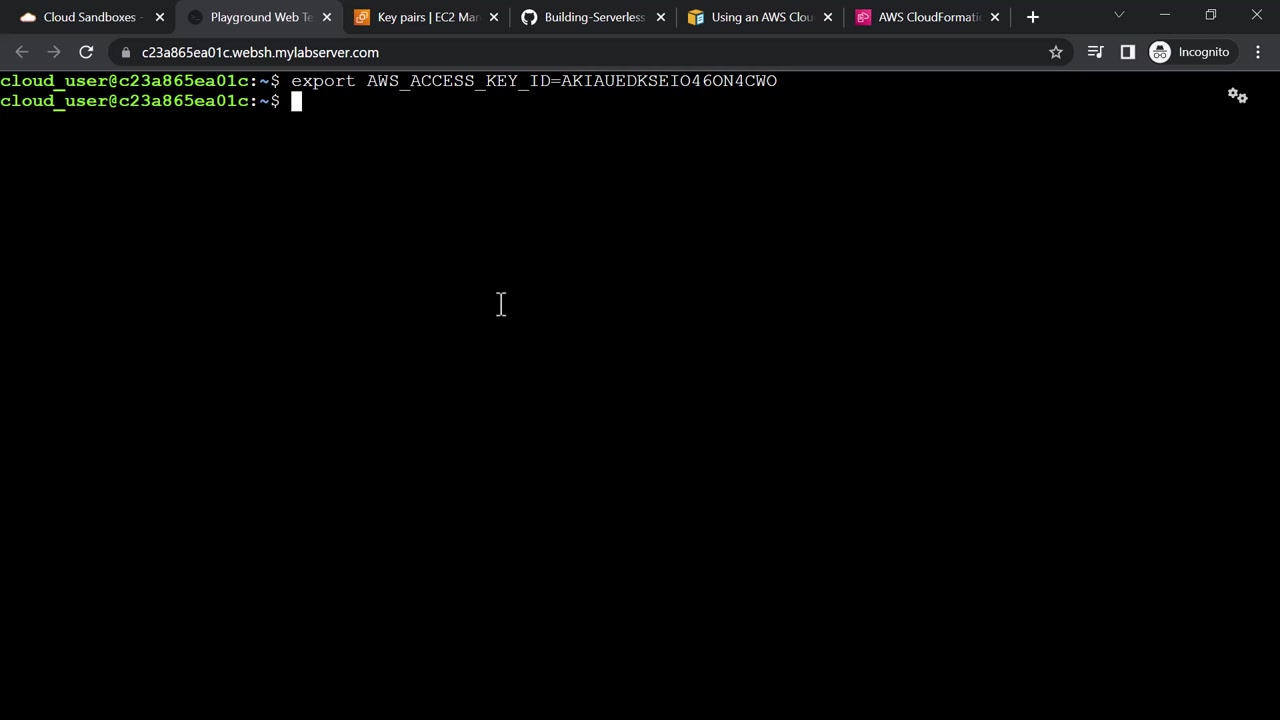 Cloud Sandboxes -
Playground Web Te
Key pairs | EC2 Man
Building-Serverless
Using an AWS Clou
AWS CloudFormati
c23a865ea01c.websh.mylabserver.com
Incognito
cloud_user@c23a865ea01c:~$ export AWS_ACCESS_KEY_ID=AKIAUEDKSEIO46ON4CWO
cloud_user@c23a865ea01c:~$